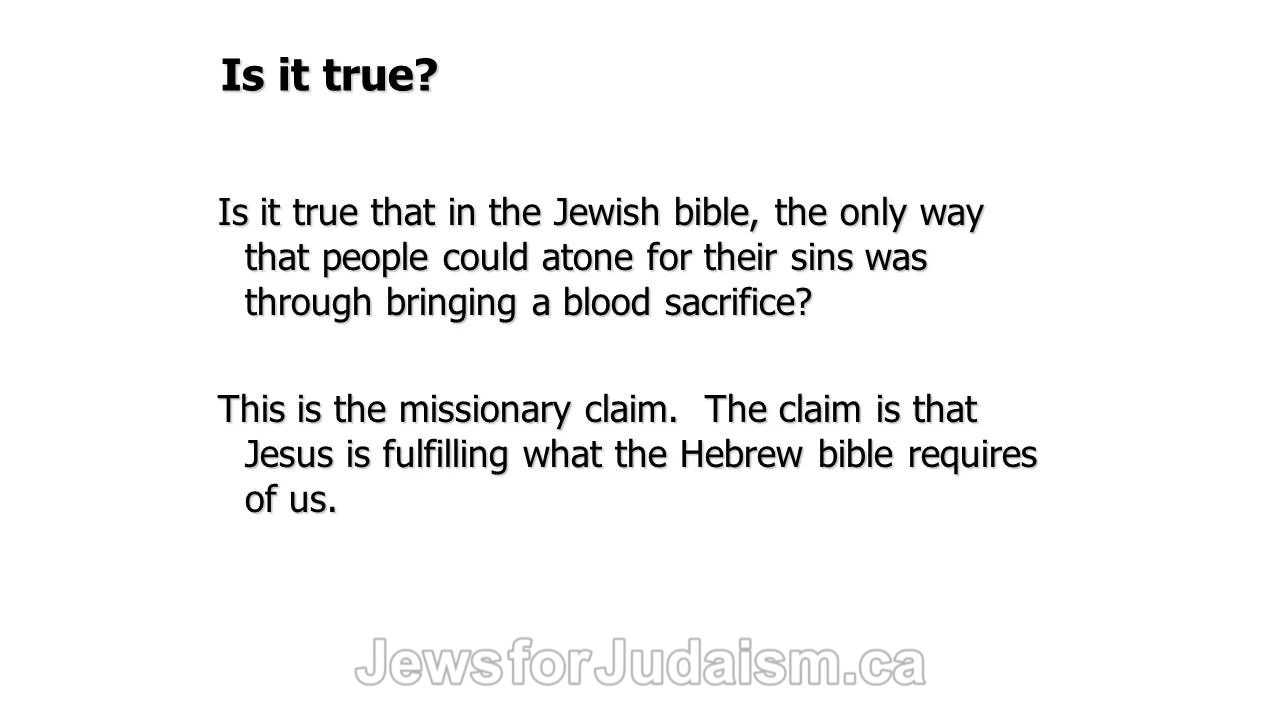 Is it true?
Is it true that in the Jewish bible, the only way
that people could atone for their sins was
through bringing a blood sacrifice?
This is the missionary claim.  The claim is that
Jesus is fulfilling what the Hebrew bible requires
of us.
JewsforJudaism.ca